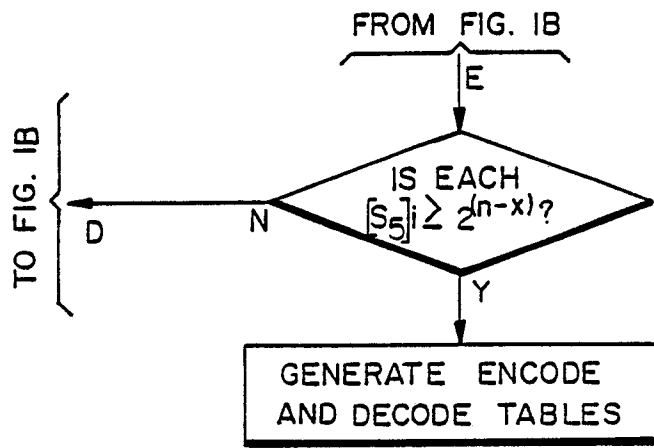 FROM FIG. 1B
E
IS EACH
[S₅]i ≥ 2⁽ⁿ⁻ˣ⁾?
N
D
TO FIG. 1B
Y
GENERATE ENCODE
AND DECODE TABLES